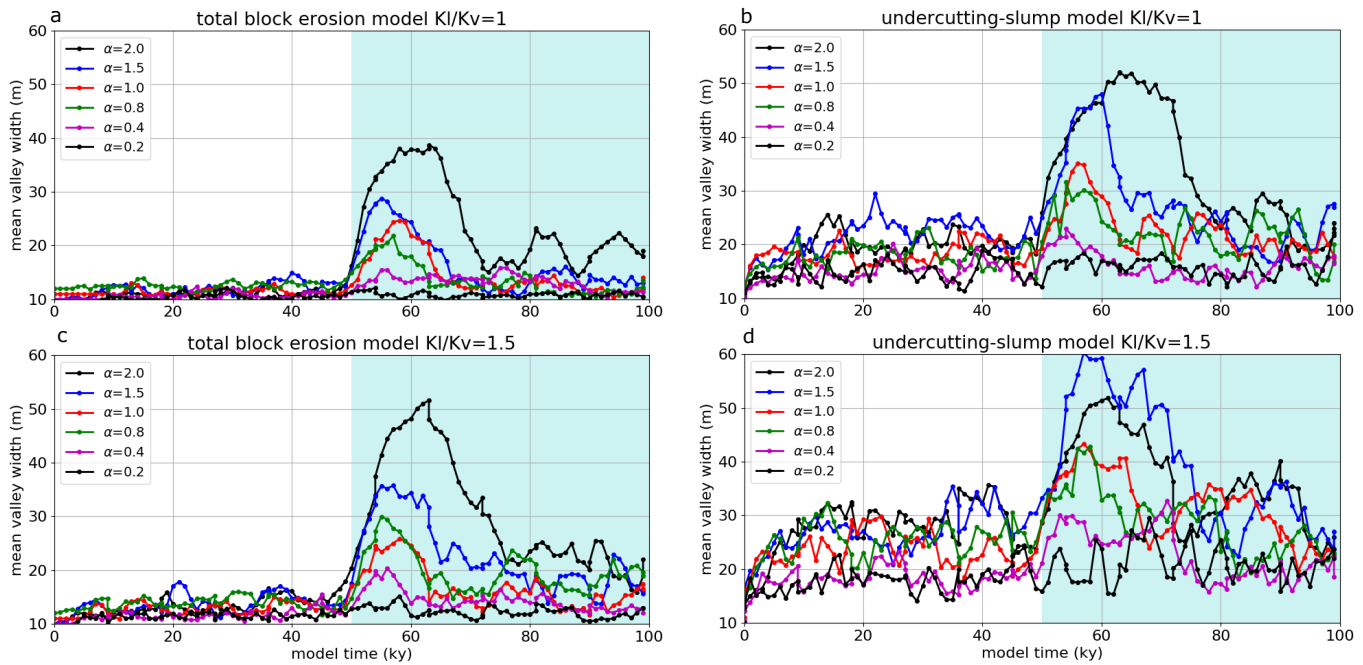 a
total block erosion model Kl/Kv=1
60
50
40
30
20
10
mean valley width (m)
α=2.0
α=1.5
α=1.0
α=0.8
α=0.4
α=0.2
0
20
40
60
80
100
b
undercutting-slump model Kl/Kv=1
60
50
40
30
20
10
mean valley width (m)
α=2.0
α=1.5
α=1.0
α=0.8
α=0.4
α=0.2
0
20
40
60
80
100
c
total block erosion model Kl/Kv=1.5
60
50
40
30
20
10
mean valley width (m)
α=2.0
α=1.5
α=1.0
α=0.8
α=0.4
α=0.2
0
20
40
60
80
100
model time (ky)
d
undercutting-slump model Kl/Kv=1.5
60
50
40
30
20
10
mean valley width (m)
α=2.0
α=1.5
α=1.0
α=0.8
α=0.4
α=0.2
0
20
40
60
80
100
model time (ky)